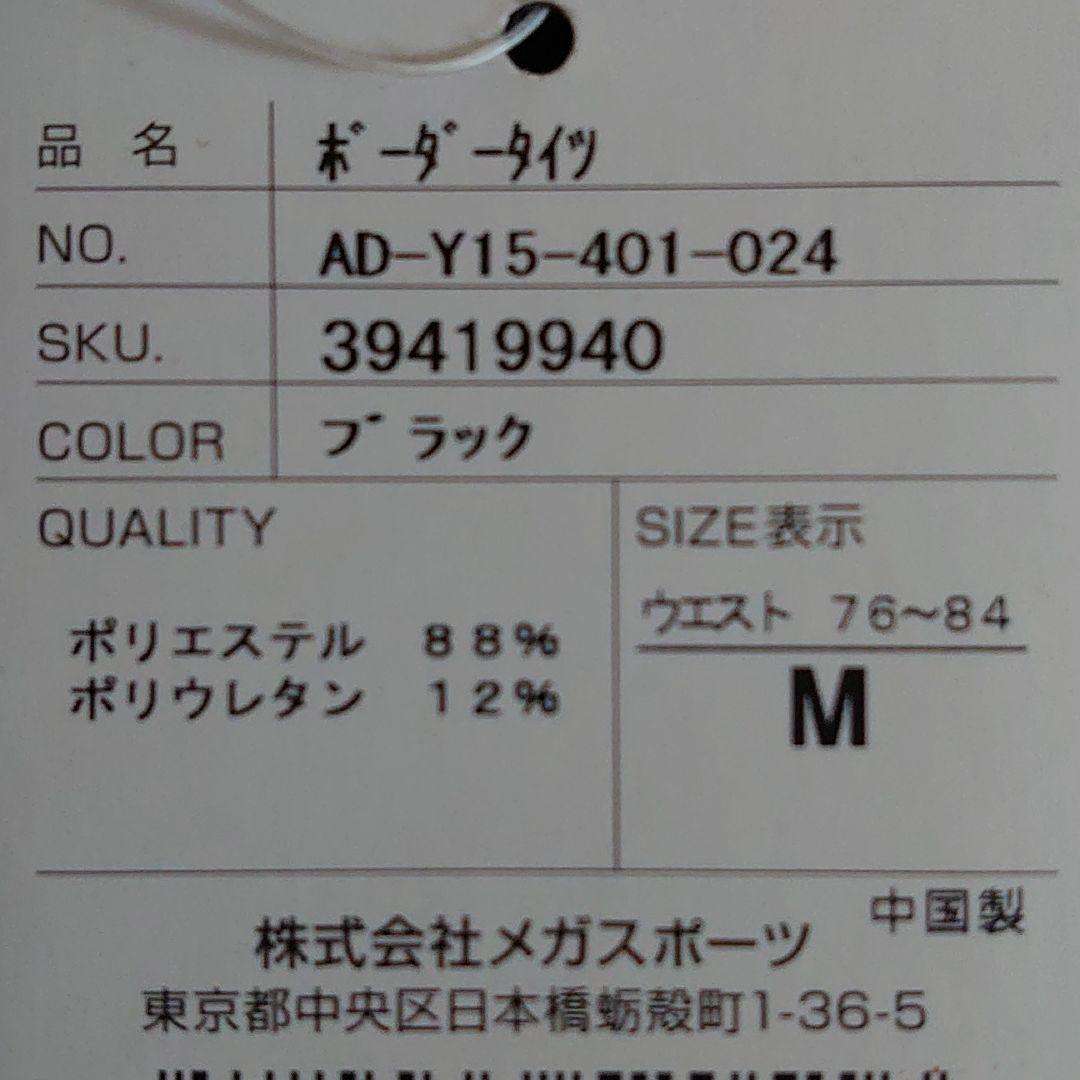 品 名 ﾎﾞｰﾀﾞｰﾀｲﾂ
NO. AD-Y15-401-024
SKU. 39419940
COLOR ﾌﾞﾗｯｸ
QUALITY
ポリエステル 88%
ポリウレタン 12%
SIZE表示
ウエスト 76～84
M
中国製
株式会社メガスポーツ
東京都中央区日本橋蛎殻町1-36-5